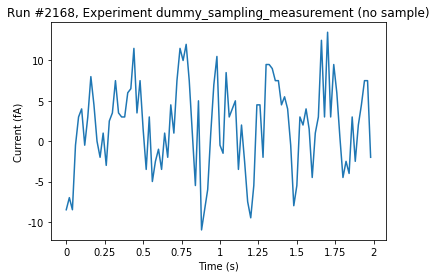 Run #2168, Experiment dummy_sampling_measurement (no sample)
10
5
0
-5
-10
Current (fA)
0 0.25 0.5 0.75 1 1.25 1.5 1.75 2
Time (s)